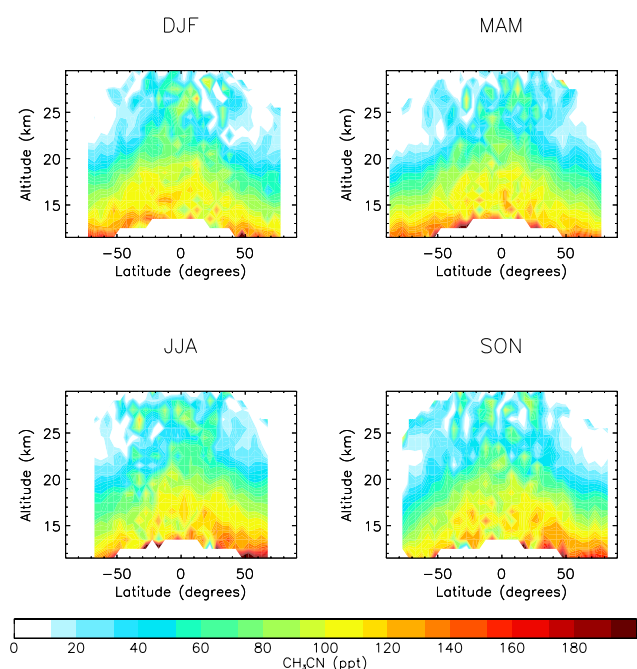 DJF
MAM
Altitude (km)
25
20
15
−50 0 50
Latitude (degrees)
Altitude (km)
25
20
15
−50 0 50
Latitude (degrees)
JJA
SON
Altitude (km)
25
20
15
−50 0 50
Latitude (degrees)
Altitude (km)
25
20
15
−50 0 50
Latitude (degrees)
0 20 40 60 80 100 120 140 160 180
CH₃CN (ppt)